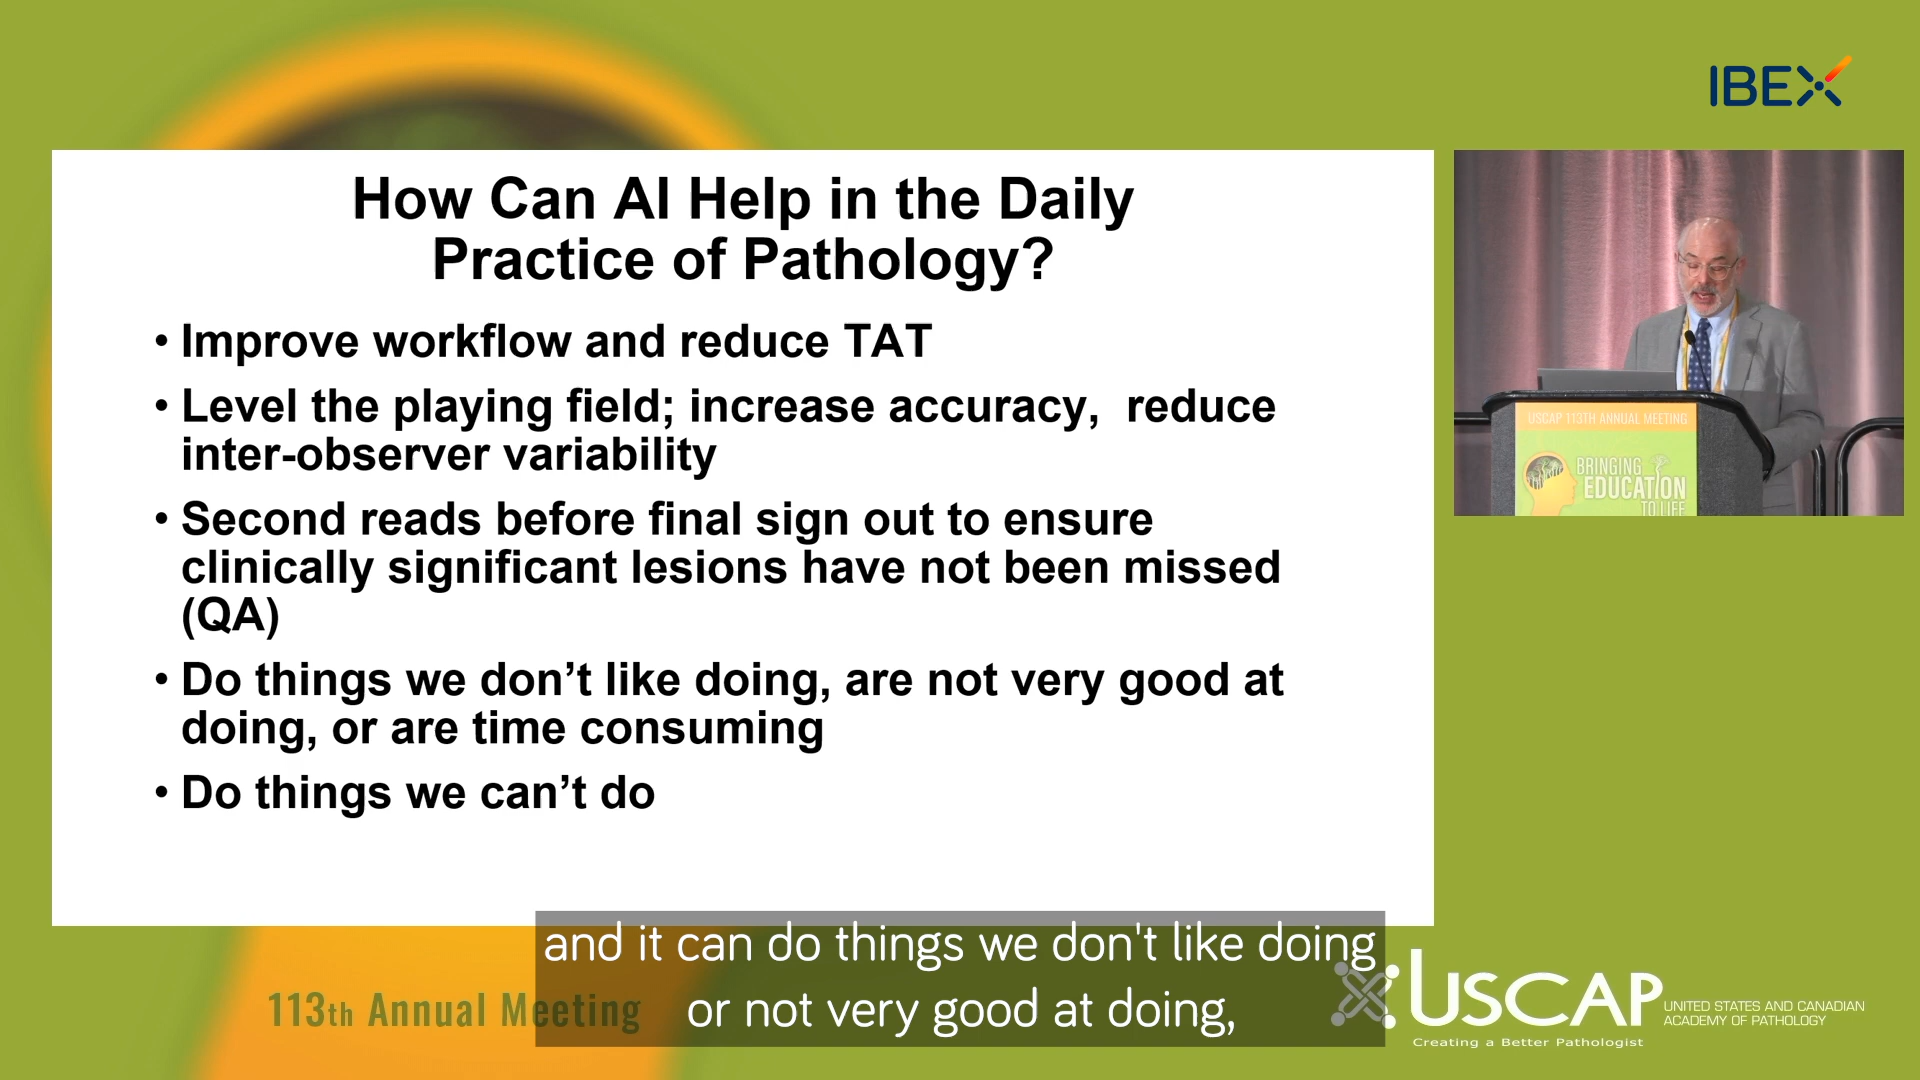 IBEX
How Can AI Help in the Daily
Practice of Pathology?
• Improve workflow and reduce TAT
• Level the playing field; increase accuracy,  reduce
inter-observer variability
• Second reads before final sign out to ensure
clinically significant lesions have not been missed
(QA)
• Do things we don’t like doing, are not very good at
doing, or are time consuming
• Do things we can’t do
USCAP 113TH ANNUAL MEETING
BRINGING
EDUCATION
TO LIFE
and it can do things we don't like doing
or not very good at doing,
113th Annual Meeting
USCAP
UNITED STATES AND CANADIAN
ACADEMY OF PATHOLOGY
Creating a Better Pathologist